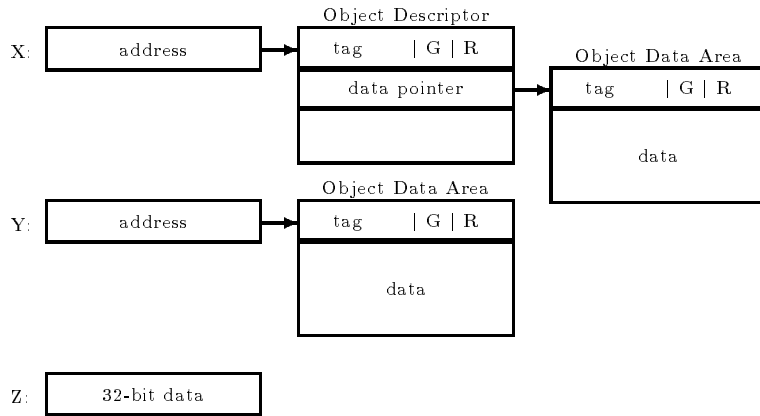 Object Descriptor
X: address tag | G | R
Object Data Area
data pointer tag | G | R
data
Object Data Area
Y: address tag | G | R
data
Z: 32-bit data